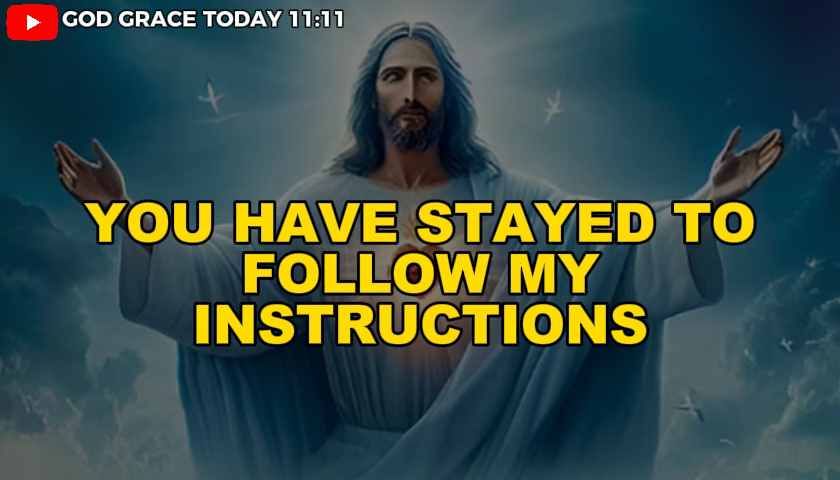 GOD GRACE TODAY 11:11
YOU HAVE STAYED TO
FOLLOW MY
INSTRUCTIONS